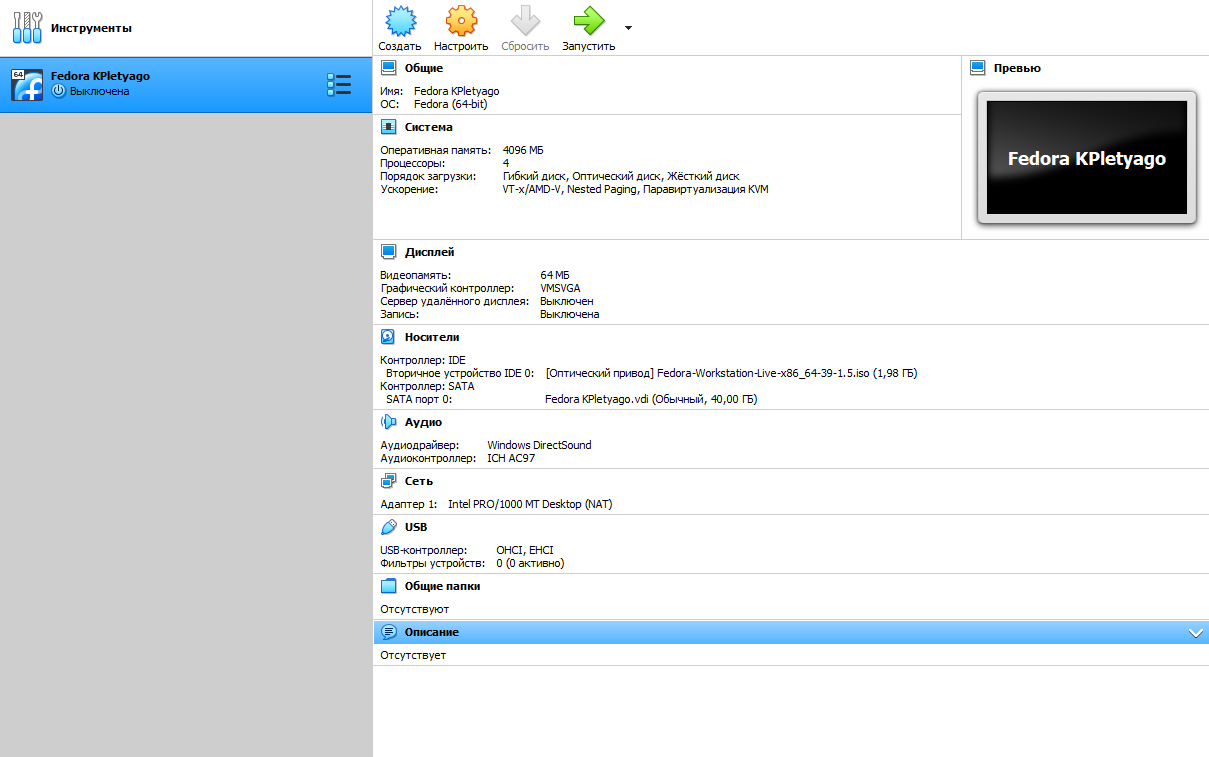 Инструменты
64
Fedora KPletyago
Выключена
Создать Настроить Сбросить Запустить
Общие
Имя: Fedora KPletyago
ОС: Fedora (64-bit)
Превью
Fedora KPletyago
Система
Оперативная память: 4096 МБ
Процессоры: 4
Порядок загрузки: Гибкий диск, Оптический диск, Жёсткий диск
Ускорение: VT-x/AMD-V, Nested Paging, Паравиртуализация KVM
Дисплей
Видеопамять: 64 МБ
Графический контроллер: VMSVGA
Сервер удалённого дисплея: Выключен
Запись: Выключена
Носители
Контроллер: IDE
Вторичное устройство IDE 0: [Оптический привод] Fedora-Workstation-Live-x86_64-39-1.5.iso (1,98 ГБ)
Контроллер: SATA
SATA порт 0: Fedora KPletyago.vdi (Обычный, 40,00 ГБ)
Аудио
Аудиодрайвер: Windows DirectSound
Аудиоконтроллер: ICH AC97
Сеть
Адаптер 1: Intel PRO/1000 MT Desktop (NAT)
USB
USB-контроллер: OHCI, EHCI
Фильтры устройств: 0 (0 активно)
Общие папки
Отсутствуют
Описание
Отсутствует